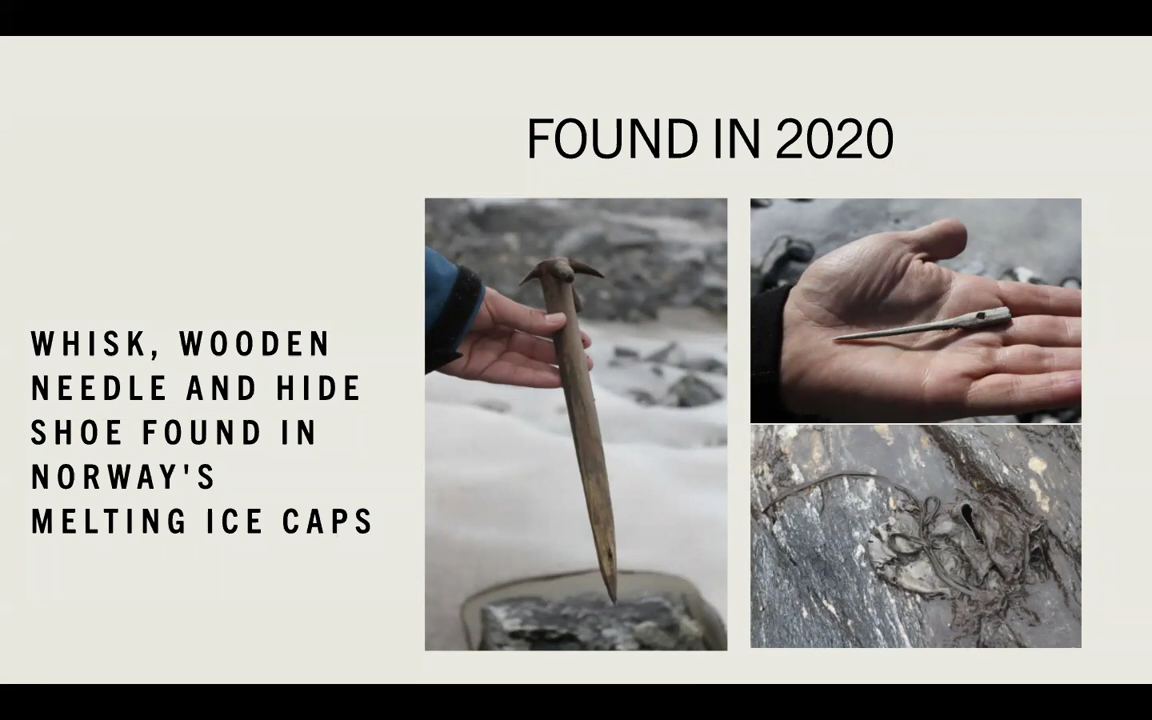 FOUND IN 2020
WHISK, WOODEN
NEEDLE AND HIDE
SHOE FOUND IN
NORWAY'S
MELTING ICE CAPS